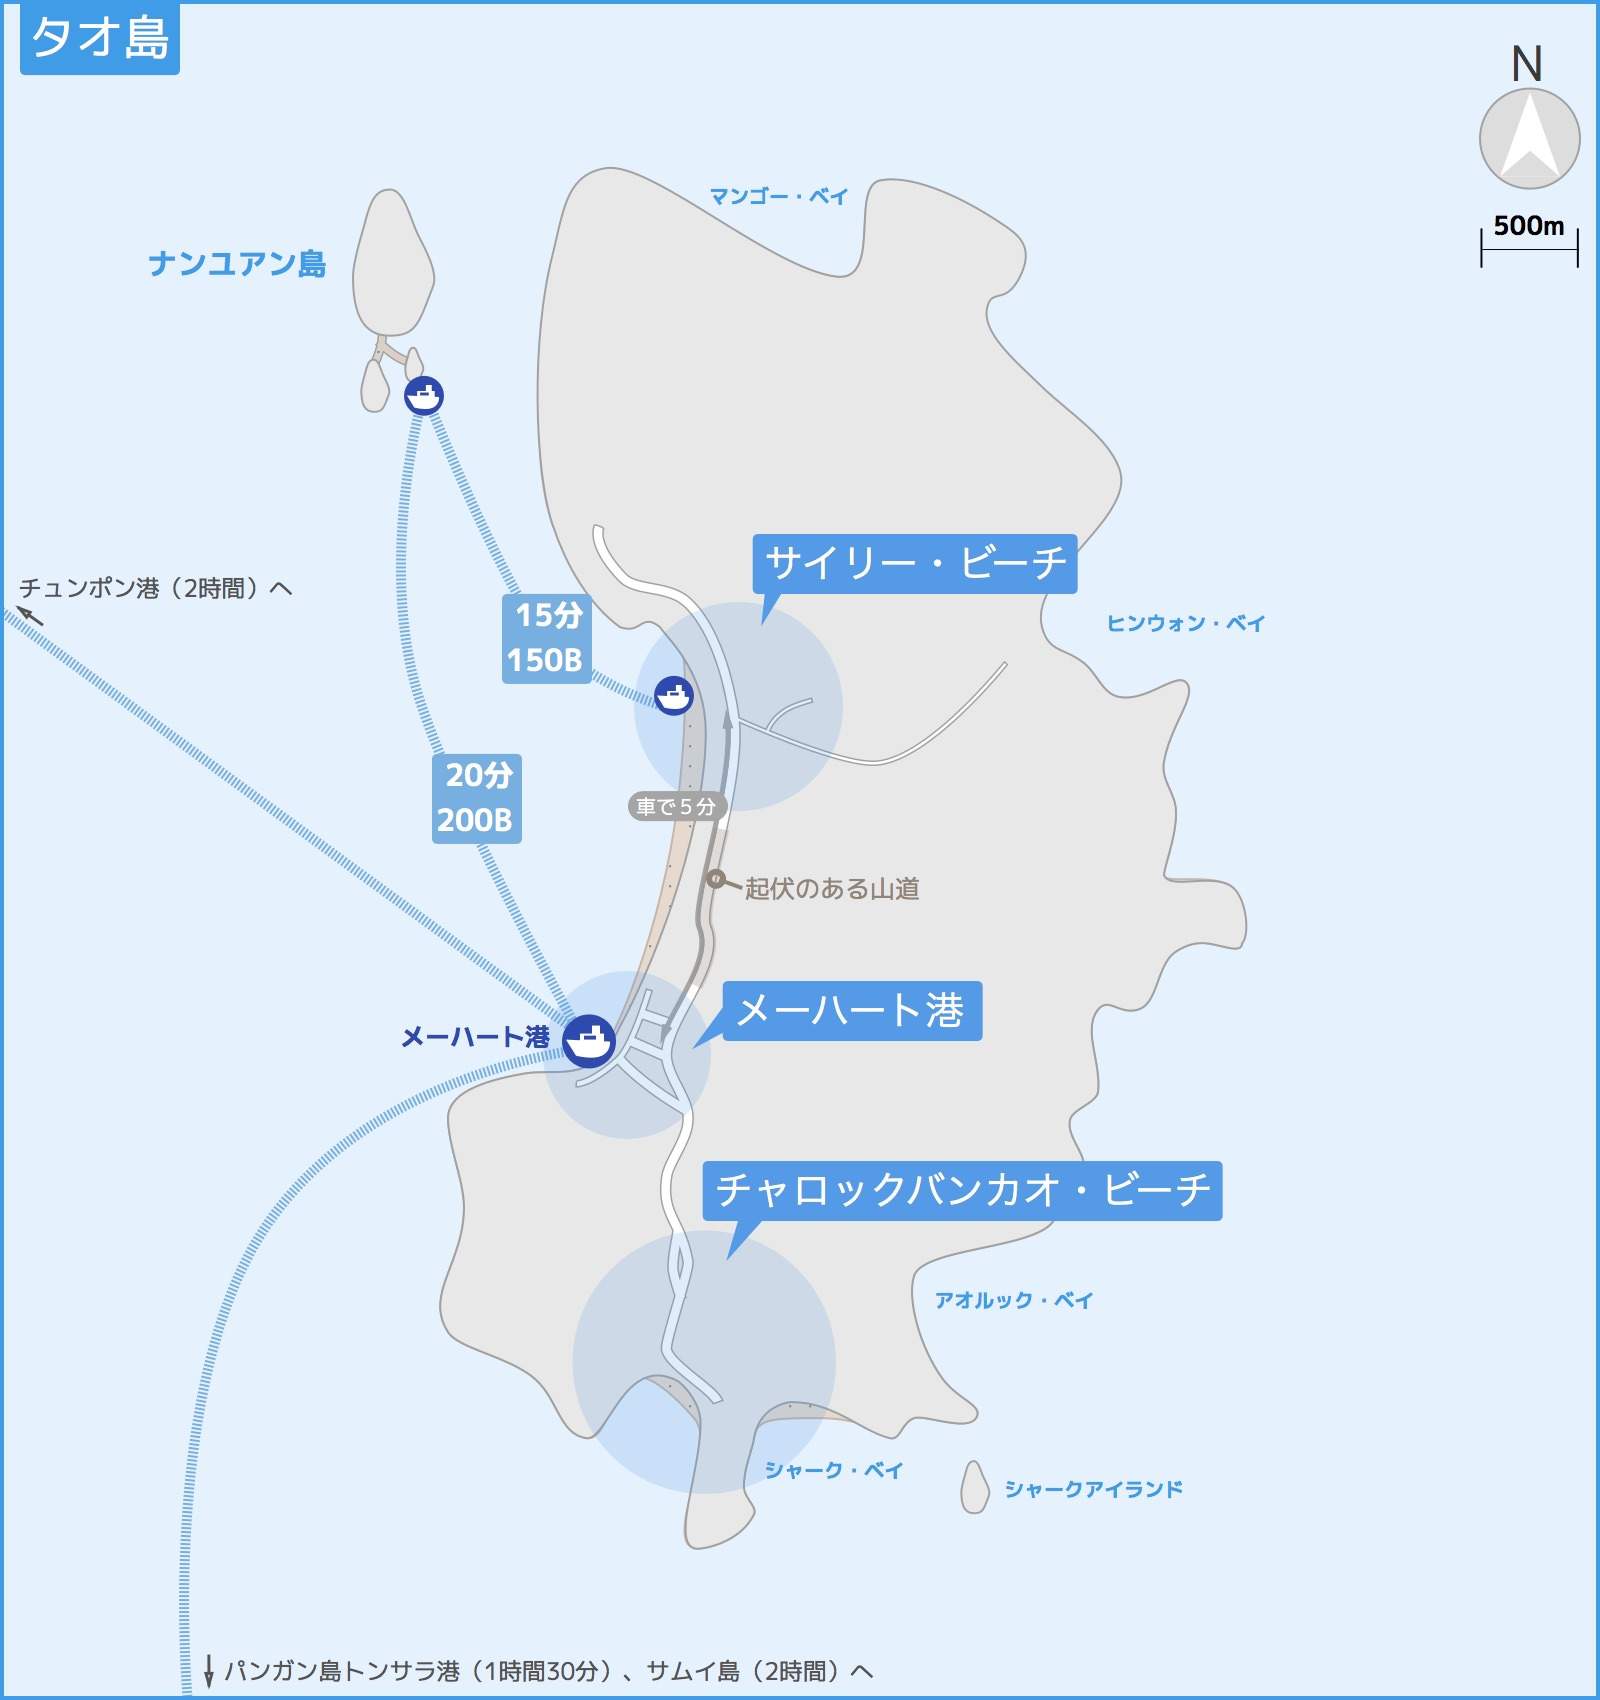 タオ島
N
500m
マンゴー・ベイ
ナンユアン島
サイリー・ビーチ
チュンポン港（2時間）へ
15分
150B
ヒンウォン・ベイ
20分
200B
車で５分
起伏のある山道
メーハート港
メーハート港
チャロックバンカオ・ビーチ
アオルック・ベイ
シャーク・ベイ
シャークアイランド
パンガン島トンサラ港（1時間30分）、サムイ島（2時間）へ